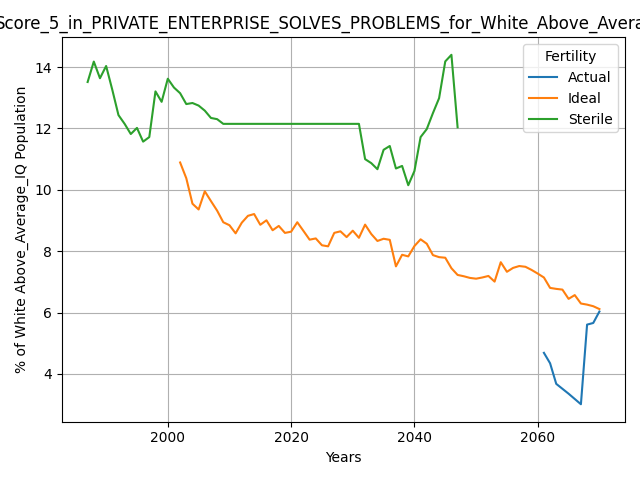 Score_5_in_PRIVATE_ENTERPRISE_SOLVES_PROBLEMS_for_White_Above_Avera
14
12
10
8
6
4
2000
2020
2040
2060
Years
% of White Above_Average_IQ Population
Fertility
Actual
Ideal
Sterile